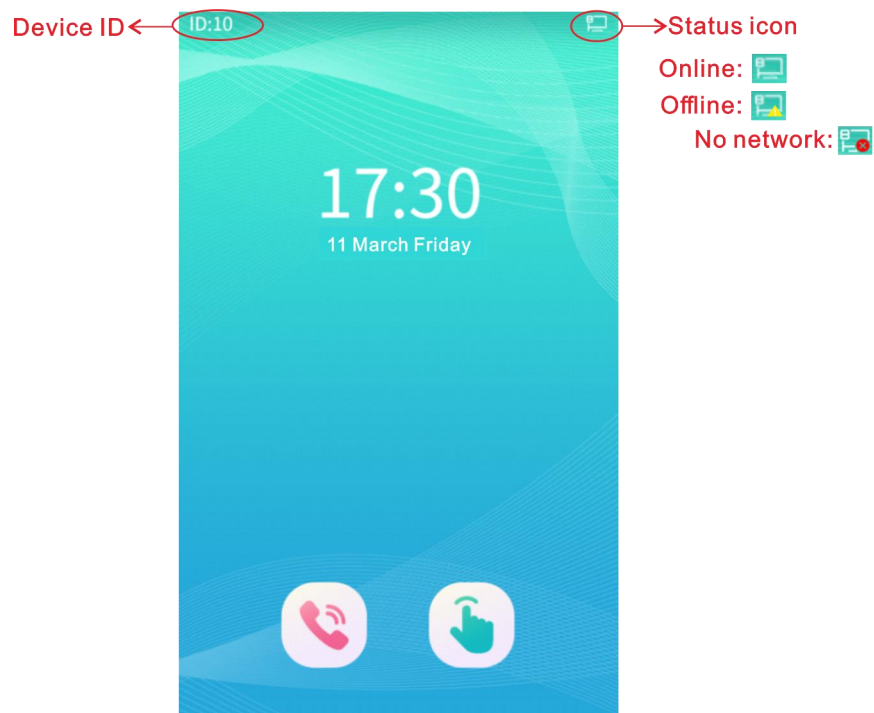 Device ID
ID:10
Status icon
Online:
Offline:
No network:
17:30
11 March Friday